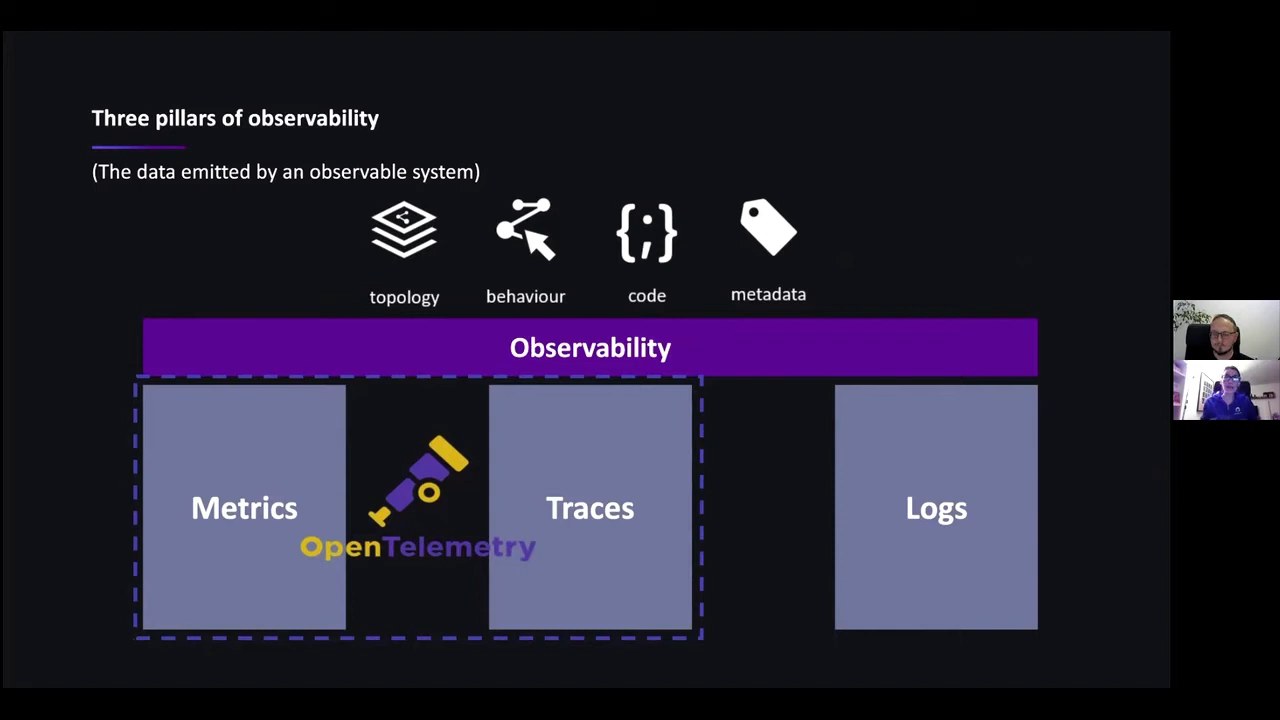 Three pillars of observability
(The data emitted by an observable system)
topology
behaviour
code
metadata
Observability
Metrics
OpenTelemetry
Traces
Logs